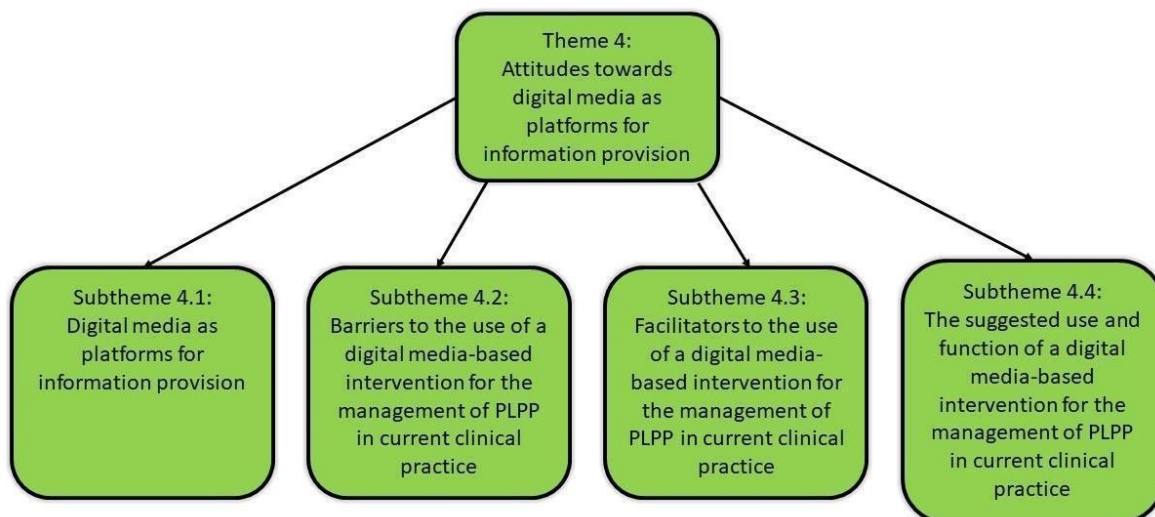 Theme 4:
Attitudes towards
digital media as
platforms for
information provision
Subtheme 4.1:
Digital media as
platforms for
information provision
Subtheme 4.2:
Barriers to the use of a
digital media-based
intervention for the
management of PLPP
in current clinical
practice
Subtheme 4.3:
Facilitators to the use
of a digital media-
based intervention for
the management of
PLPP in current clinical
practice
Subtheme 4.4:
The suggested use and
function of a digital
media-based
intervention for the
management of PLPP
in current clinical
practice